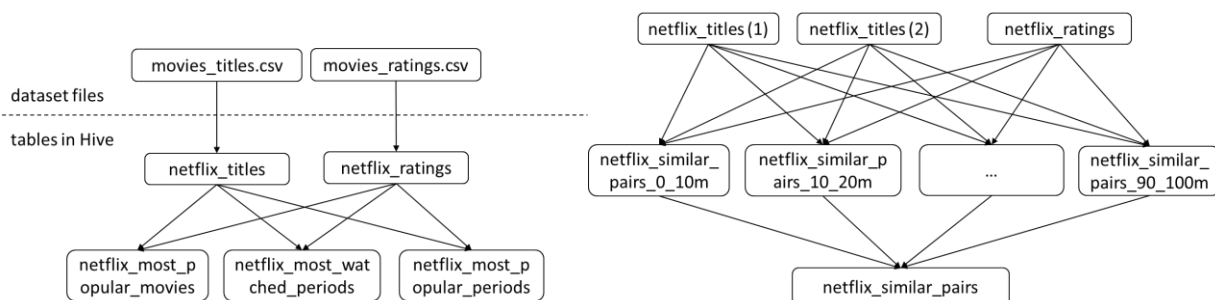 movies_titles.csv
movies_ratings.csv
dataset files
tables in Hive
netflix_titles
netflix_ratings
netflix_most_p
opular_movies
netflix_most_wat
ched_periods
netflix_most_p
opular_periods
netflix_titles (1)
netflix_titles (2)
netflix_ratings
netflix_similar_
pairs_0_10m
netflix_similar_p
airs_10_20m
...
netflix_similar_
pairs_90_100m
netflix_similar_pairs